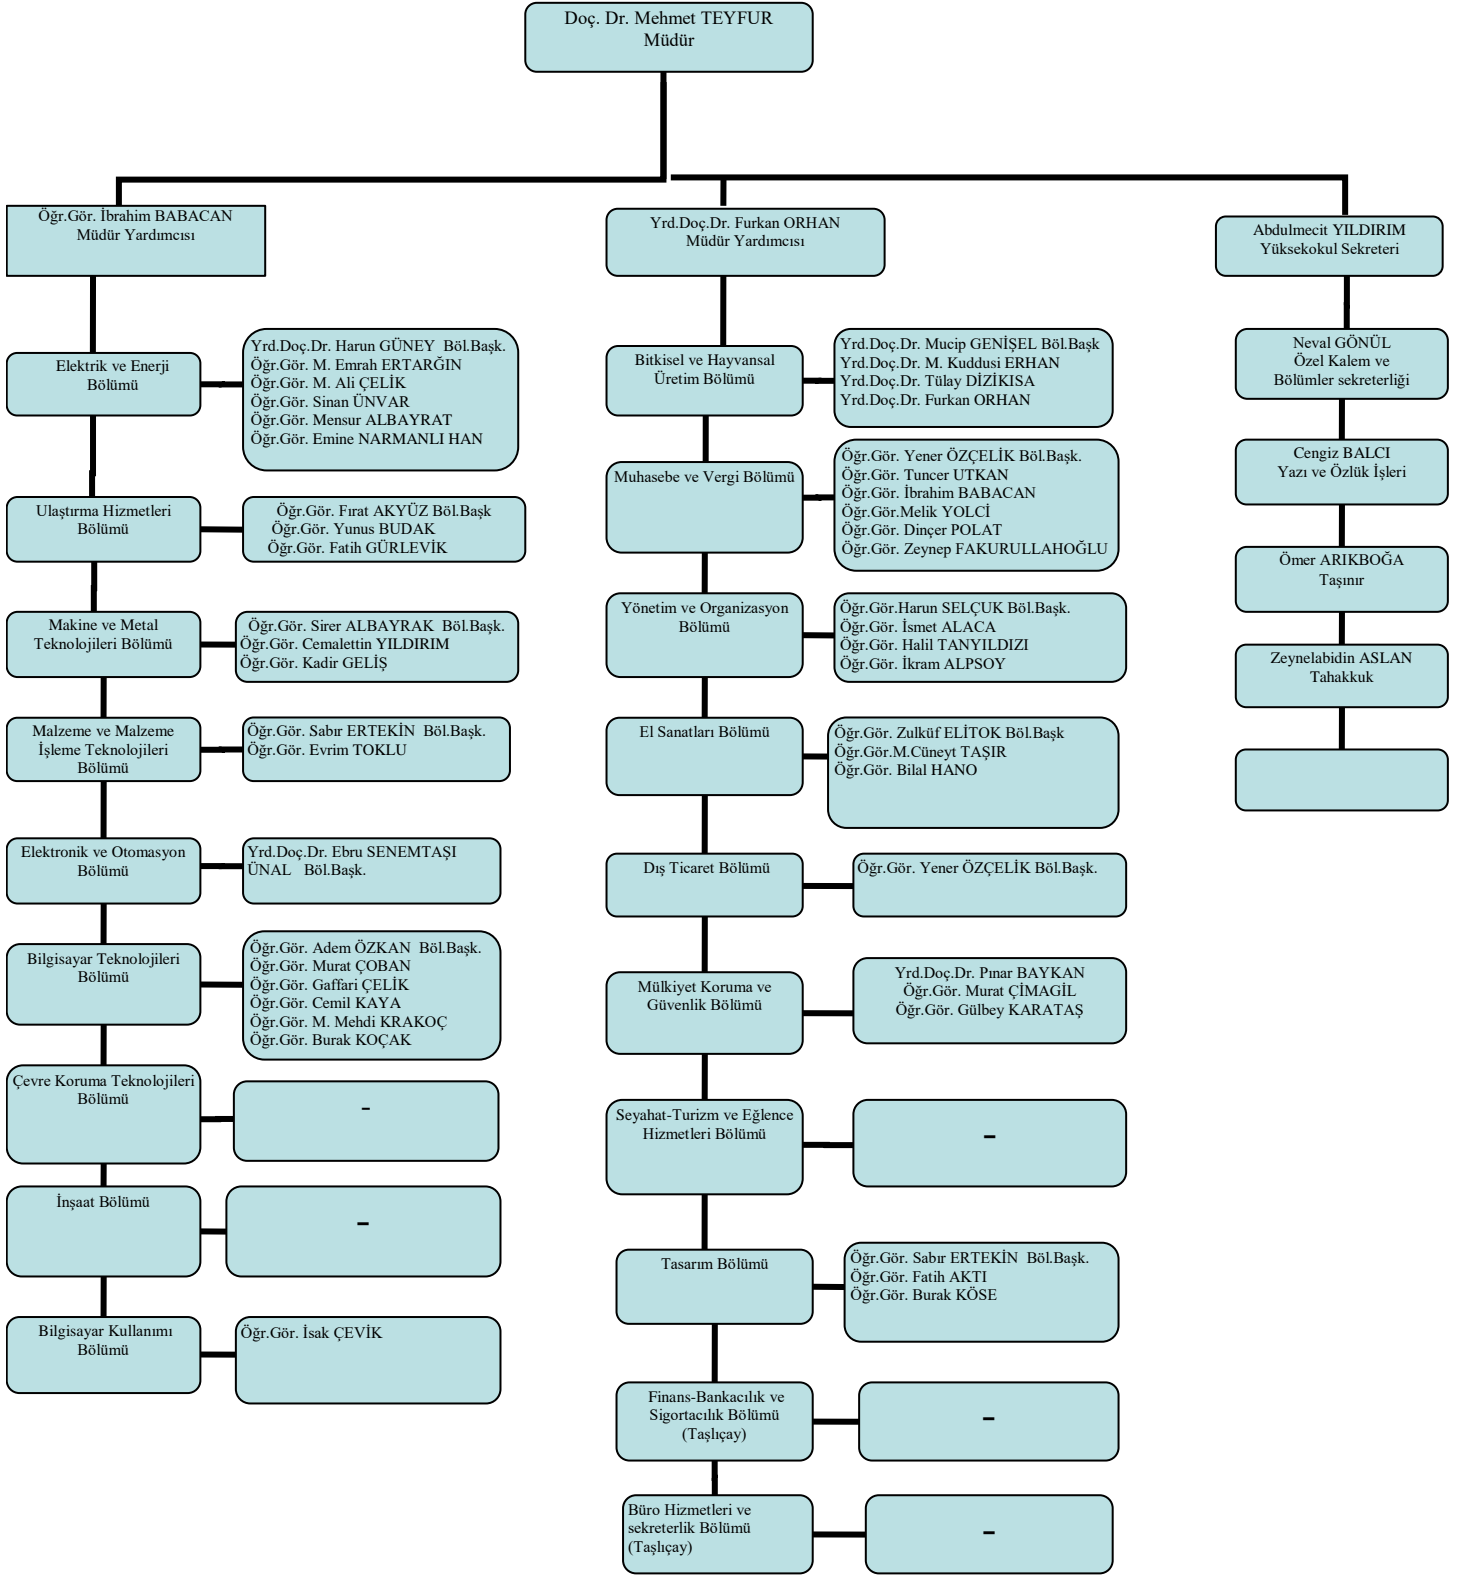 Doç. Dr. Mehmet TEYFUR
Müdür
Öğr.Gör. İbrahim BABACAN
Müdür Yardımcısı
Elektrik ve Enerji
Bölümü
Yrd.Doç.Dr. Harun GÜNEY Böl.Başk.
Öğr.Gör. M. Emrah ERTARĞIN
Öğr.Gör. M. Ali ÇELİK
Öğr.Gör. Sinan ÜNVAR
Öğr.Gör. Mensur ALBAYRAT
Öğr.Gör. Emine NARMANLI HAN
Ulaştırma Hizmetleri
Bölümü
Öğr.Gör. Fırat AKYÜZ Böl.Başk
Öğr.Gör. Yunus BUDAK
Öğr.Gör. Fatih GÜRLEVİK
Makine ve Metal
Teknolojileri Bölümü
Öğr.Gör. Sirer ALBAYRAK Böl.Başk.
Öğr.Gör. Cemalettin YILDIRIM
Öğr.Gör. Kadir GELİŞ
Malzeme ve Malzeme
İşleme Teknolojileri
Bölümü
Öğr.Gör. Sabır ERTEKİN Böl.Başk.
Öğr.Gör. Evrim TOKLU
Elektronik ve Otomasyon
Bölümü
Yrd.Doç.Dr. Ebru SENEMTAŞI
ÜNAL Böl.Başk.
Bilgisayar Teknolojileri
Bölümü
Öğr.Gör. Adem ÖZKAN Böl.Başk.
Öğr.Gör. Murat ÇOBAN
Öğr.Gör. Gaffari ÇELİK
Öğr.Gör. Cemil KAYA
Öğr.Gör. M. Mehdi KRAKOÇ
Öğr.Gör. Burak KOÇAK
Çevre Koruma Teknolojileri
Bölümü
-
İnşaat Bölümü
-
Bilgisayar Kullanımı
Bölümü
Öğr.Gör. İsak ÇEVİK
Yrd.Doç.Dr. Furkan ORHAN
Müdür Yardımcısı
Bitkisel ve Hayvansal
Üretim Bölümü
Yrd.Doç.Dr. Mucip GENİŞEL Böl.Başk
Yrd.Doç.Dr. M. Kuddusi ERHAN
Yrd.Doç.Dr. Tülay DİZİKISA
Yrd.Doç.Dr. Furkan ORHAN
Muhasebe ve Vergi Bölümü
Öğr.Gör. Yener ÖZÇELİK Böl.Başk.
Öğr.Gör. Tuncer UTKAN
Öğr.Gör. İbrahim BABACAN
Öğr.Gör.Melik YOLCİ
Öğr.Gör. Dinçer POLAT
Öğr.Gör. Zeynep FAKURULLAHOĞLU
Yönetim ve Organizasyon
Bölümü
Öğr.Gör.Harun SELÇUK Böl.Başk.
Öğr.Gör. İsmet ALACA
Öğr.Gör. Halil TANYILDIZI
Öğr.Gör. İkram ALPSOY
El Sanatları Bölümü
Öğr.Gör. Zulküf ELİTOK Böl.Başk
Öğr.Gör.M.Cüneyt TAŞIR
Öğr.Gör. Bilal HANO
Dış Ticaret Bölümü
Öğr.Gör. Yener ÖZÇELİK Böl.Başk.
Mülkiyet Koruma ve
Güvenlik Bölümü
Yrd.Doç.Dr. Pınar BAYKAN
Öğr.Gör. Murat ÇİMAGİL
Öğr.Gör. Gülbey KARATAŞ
Seyahat-Turizm ve Eğlence
Hizmetleri Bölümü
-
Tasarım Bölümü
Öğr.Gör. Sabır ERTEKİN Böl.Başk.
Öğr.Gör. Fatih AKTI
Öğr.Gör. Burak KÖSE
Finans-Bankacılık ve
Sigortacılık Bölümü
(Taşlıçay)
-
Büro Hizmetleri ve
sekreterlik Bölümü
(Taşlıçay)
-
Abdulmecit YILDIRIM
Yüksekokul Sekreteri
Neval GÖNÜL
Özel Kalem ve
Bölümler sekreterliği
Cengiz BALCI
Yazı ve Özlük İşleri
Ömer ARIKBOĞA
Taşınır
Zeynelabidin ASLAN
Tahakkuk